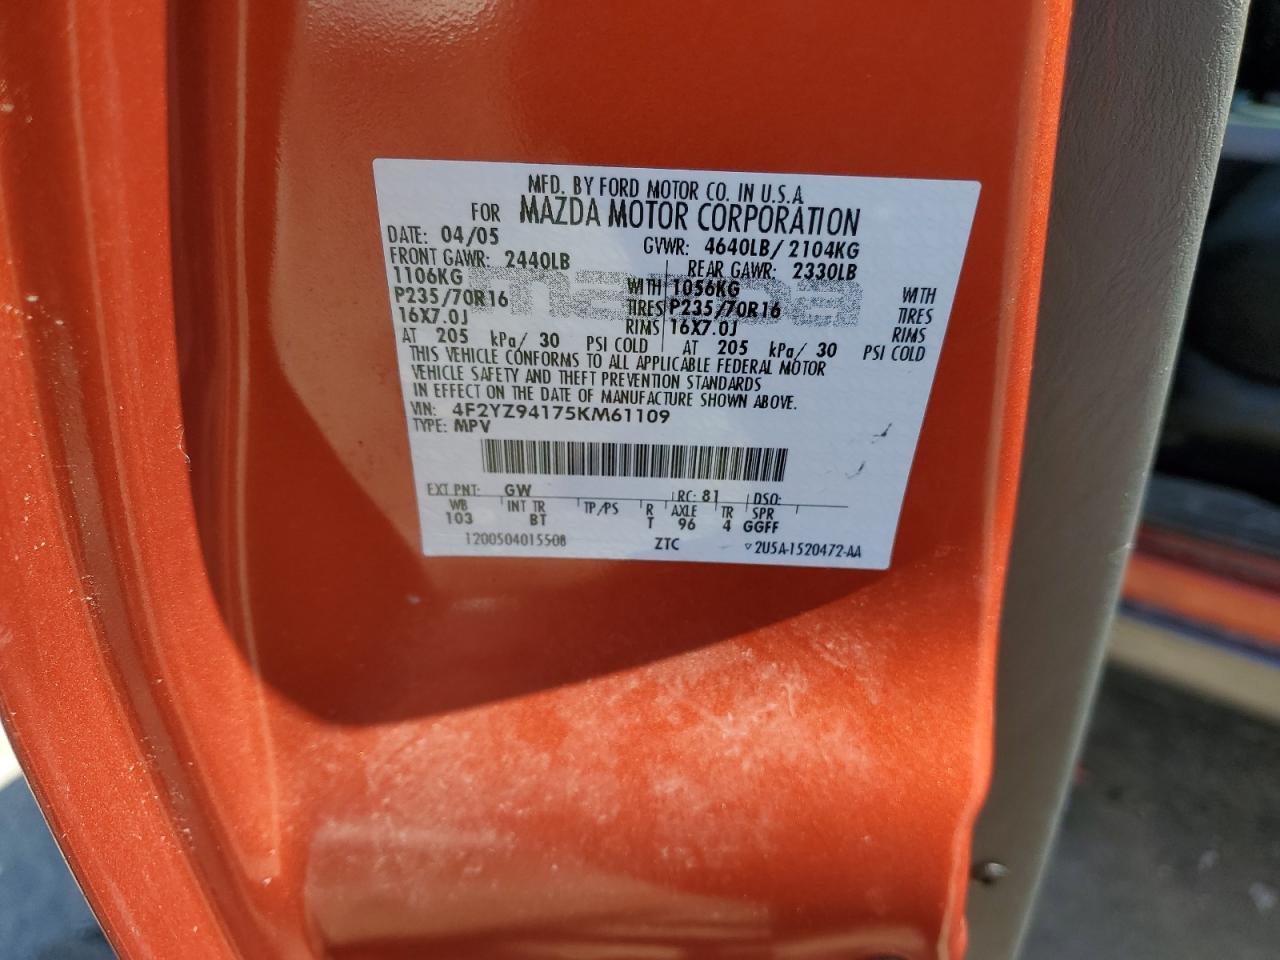 MFD. BY FORD MOTOR CO. IN U.S.A
FOR MAZDA MOTOR CORPORATION
DATE: 04/05 GVWR: 4640LB/ 2104KG
FRONT GAWR: 2440LB REAR GAWR: 2330LB
1106KG WITH 1056KG WITH
P235/70R16 TIRES P235/70R16 TIRES
16X7.0J RIMS 16X7.0J RIMS
AT 205 kPa/ 30 PSI COLD AT 205 kPa/ 30 PSI COLD
THIS VEHICLE CONFORMS TO ALL APPLICABLE FEDERAL MOTOR
VEHICLE SAFETY AND THEFT PREVENTION STANDARDS
IN EFFECT ON THE DATE OF MANUFACTURE SHOWN ABOVE.
VIN: 4F2YZ94175KM61109
TYPE: MPV
EXT PNT: GW RC: 81 DSO:
WB INT TR TP/PS R AXLE TR SPR
103 BT T 96 4 GGFF
1200504015508 ZTC 2U5A-1520472-AA